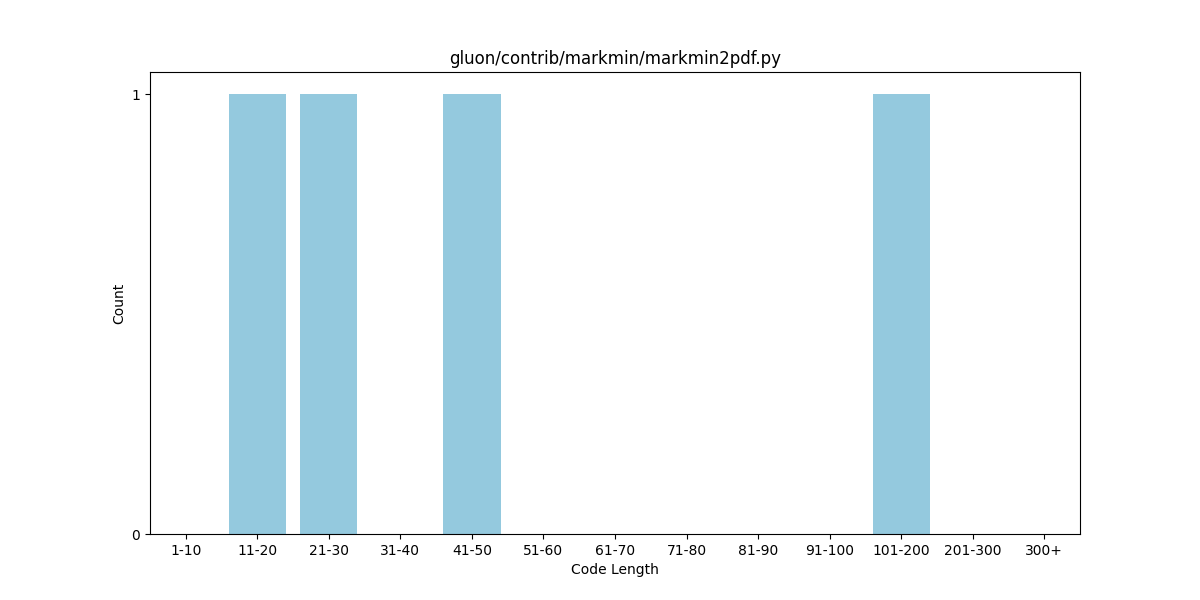 gluon/contrib/markmin/markmin2pdf.py
1
Count
0
1-10 11-20 21-30 31-40 41-50 51-60 61-70 71-80 81-90 91-100 101-200 201-300 300+
Code Length